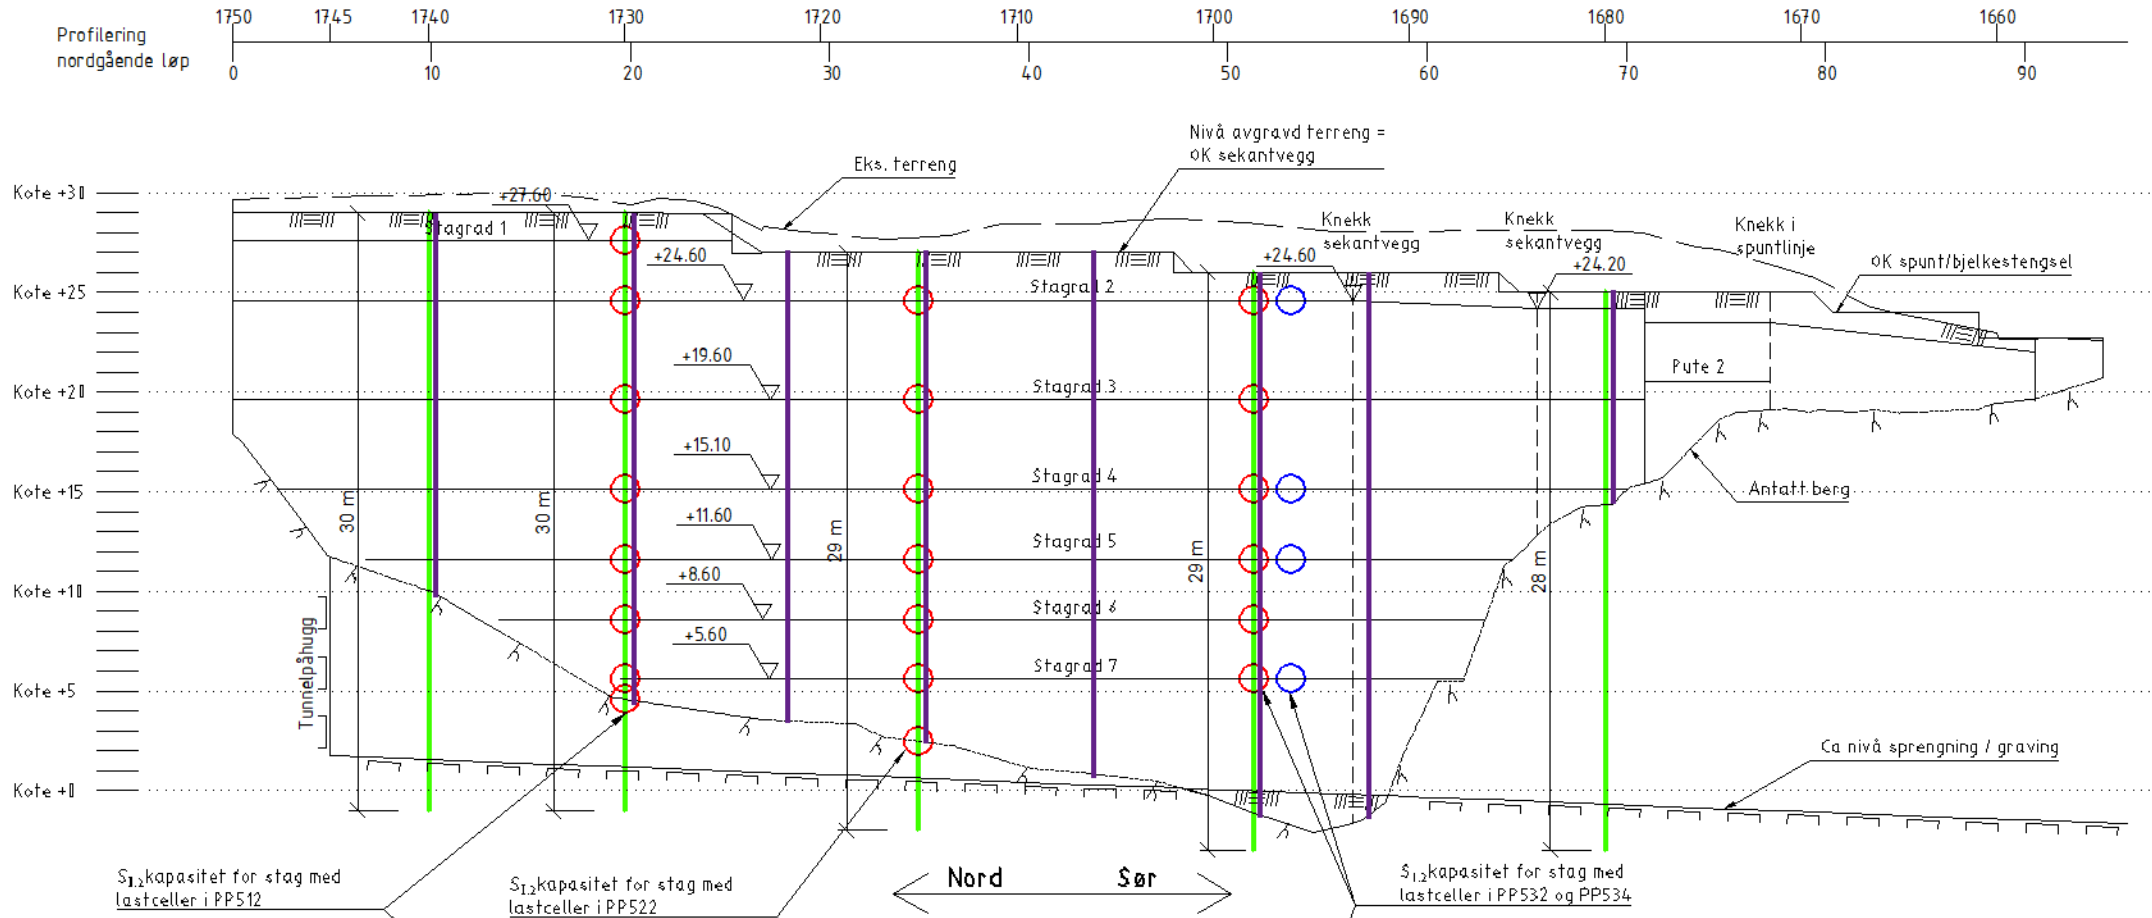 1750 1745 1740 1730 1720 1710 1700 1690 1680 1670 1660
Profilering
nordgående løp
0 10 20 30 40 50 60 70 80 90
Nivå avgravd terreng =
OK sekantvegg
Eks. terreng
Kote +30
+27.60
Stagrad 1
Knekk
sekantvegg
Knekk
sekantvegg
Knekk i
spuntlinje
+24.60
+24.60
+24.20
OK spunt/bjelkestengsel
Kote +25
Stagrad 2
+19.60
Pute 2
Kote +20
Stagrad 3
+15.10
Stagrad 4
Kote +15
Antatt berg
30 m
30 m
29 m
29 m
28 m
+11.60
Stagrad 5
+8.60
Kote +10
Stagrad 6
Tunnelpåhugg
+5.60
Stagrad 7
Kote +5
Ca nivå sprengning / graving
Kote +0
S1.2kapasitet for stag med
lastceller i PP512
S1.2kapasitet for stag med
lastceller i PP522
Nord Sør
S1.2kapasitet for stag med
lastceller i PP532 og PP534